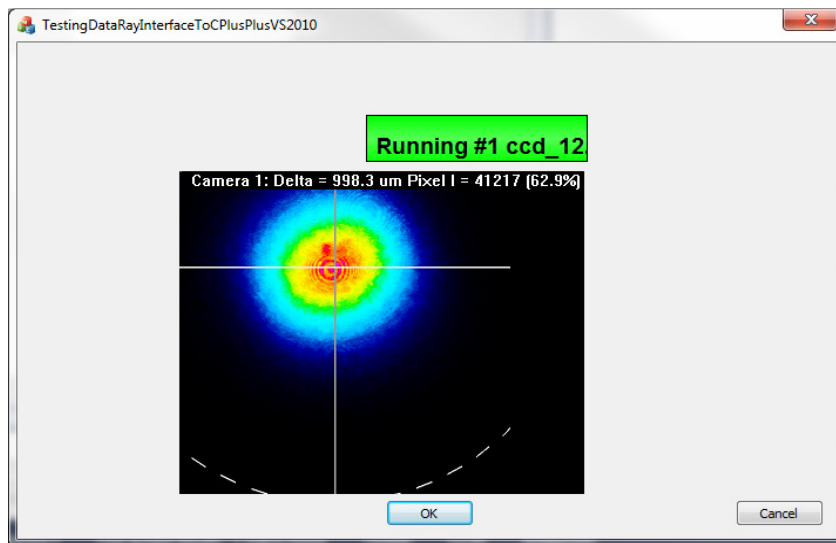 TestingDataRayInterfaceToCPlusPlusVS2010
Running #1 ccd_12.
Camera 1: Delta = 998.3 um Pixel I = 41217 (62.9%)
OK
Cancel